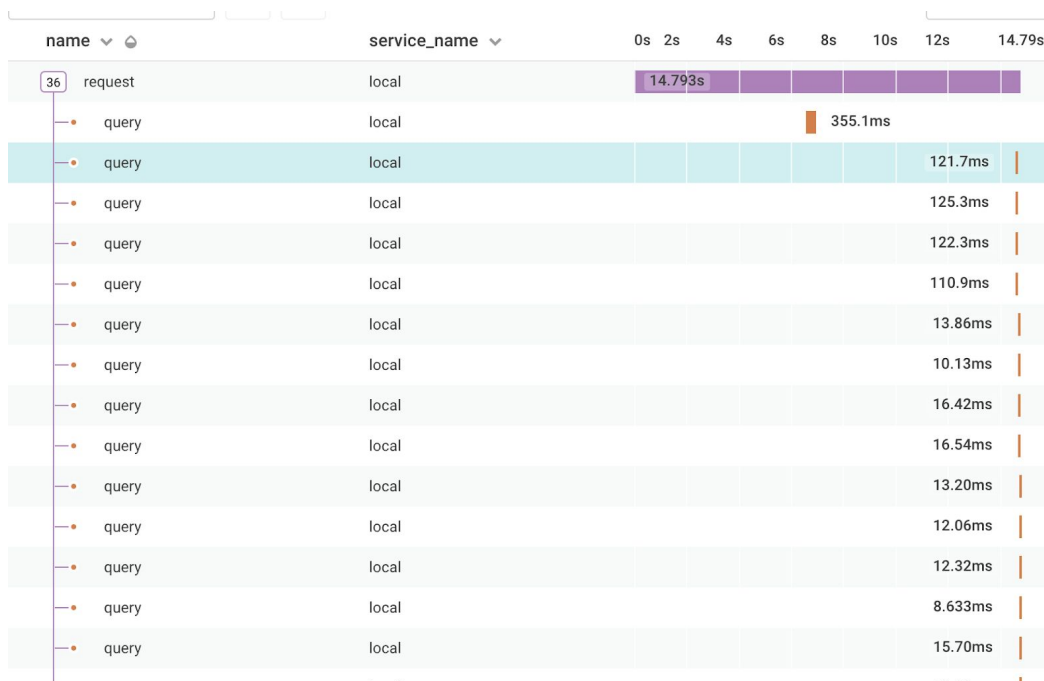 name service_name 0s 2s 4s 6s 8s 10s 12s 14.79s
36 request local 14.793s
query local 355.1ms
query local 121.7ms
query local 125.3ms
query local 122.3ms
query local 110.9ms
query local 13.86ms
query local 10.13ms
query local 16.42ms
query local 16.54ms
query local 13.20ms
query local 12.06ms
query local 12.32ms
query local 8.633ms
query local 15.70ms